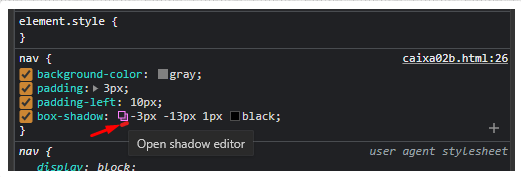 element.style {
}
nav { caixa02b.html:26
background-color: gray;
padding: 3px;
padding-left: 10px;
box-shadow: -3px -13px 1px black;
}
Open shadow editor
nav { user agent stylesheet
display: block;